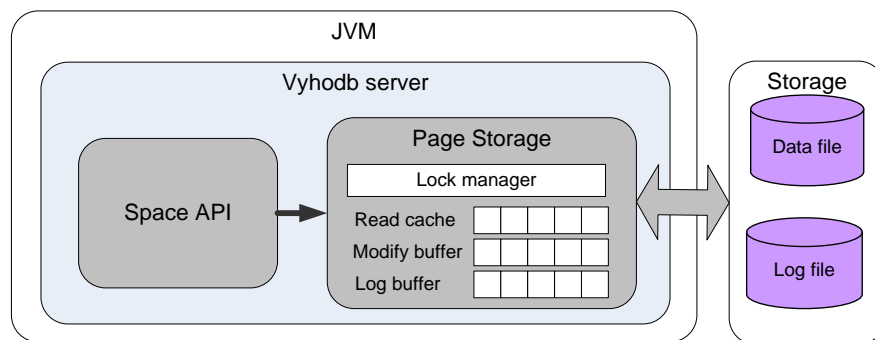 JVM
Vyhodb server
Space API
Page Storage
Lock manager
Read cache
Modify buffer
Log buffer
Storage
Data file
Log file